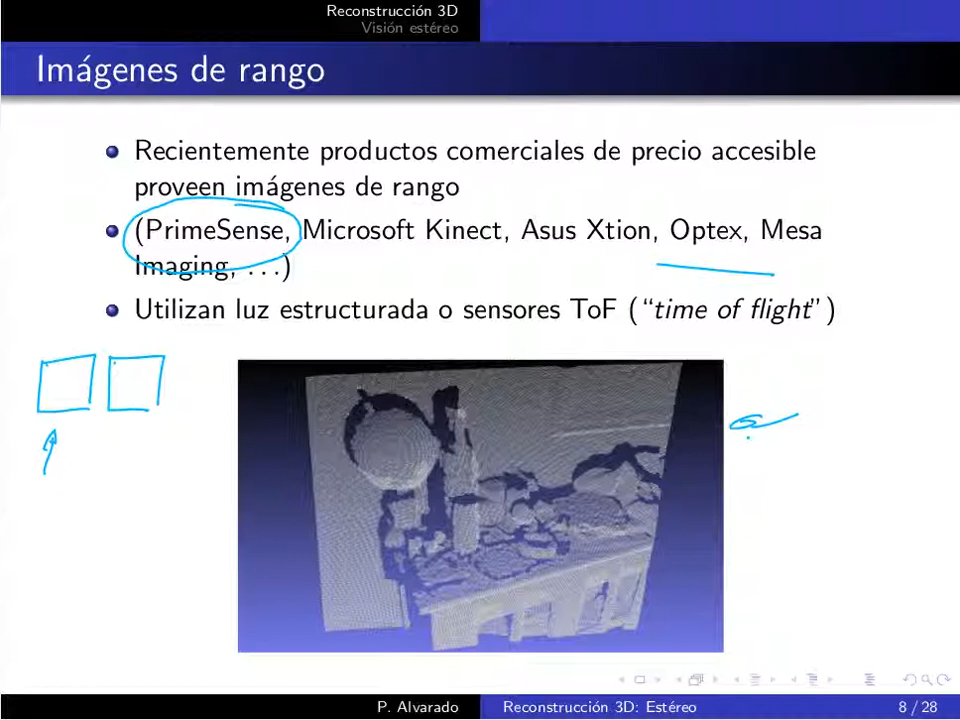 Reconstrucción 3D
Visión estéreo
Imágenes de rango
Recientemente productos comerciales de precio accesible
proveen imágenes de rango
(PrimeSense, Microsoft Kinect, Asus Xtion, Optex, Mesa
Imaging, ...)
Utilizan luz estructurada o sensores ToF (“time of flight”)
P. Alvarado
Reconstrucción 3D: Estéreo
8 / 28